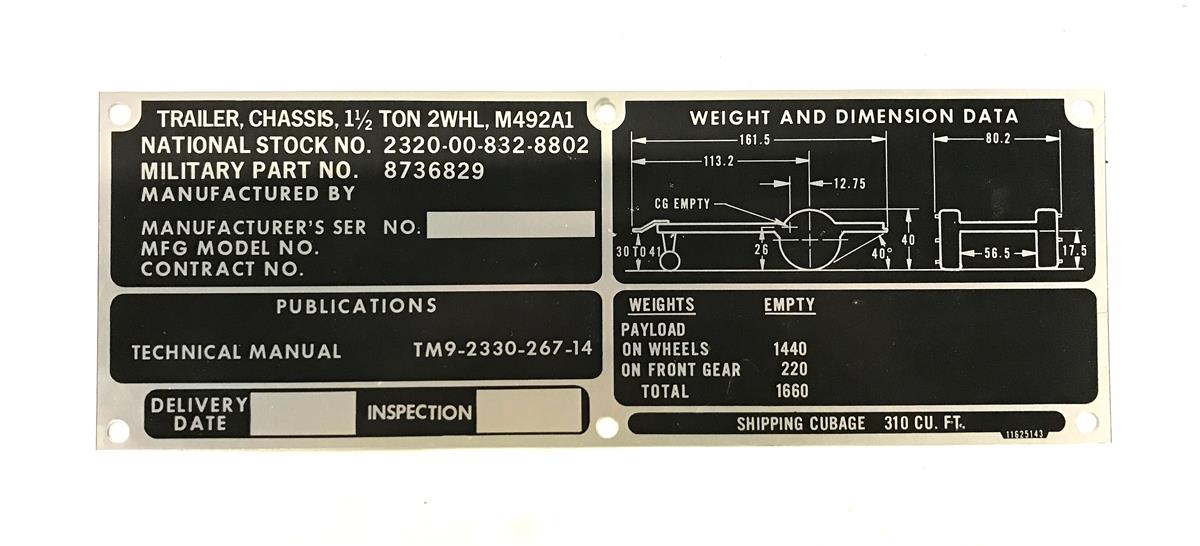 TRAILER, CHASSIS, 1½ TON 2WHL, M492A1
NATIONAL STOCK NO. 2320-00-832-8802
MILITARY PART NO. 8736829
MANUFACTURED BY
MANUFACTURER'S SER NO.
MFG MODEL NO.
CONTRACT NO.
PUBLICATIONS
TECHNICAL MANUAL TM9-2330-267-14
DELIVERY DATE
INSPECTION
WEIGHT AND DIMENSION DATA
161.5
80.2
113.2
12.75
CG EMPTY
30 TO 41
26
40°
40
56.5
17.5
WEIGHTS EMPTY
PAYLOAD
ON WHEELS 1440
ON FRONT GEAR 220
TOTAL 1660
SHIPPING CUBAGE 310 CU. FT.
11625143